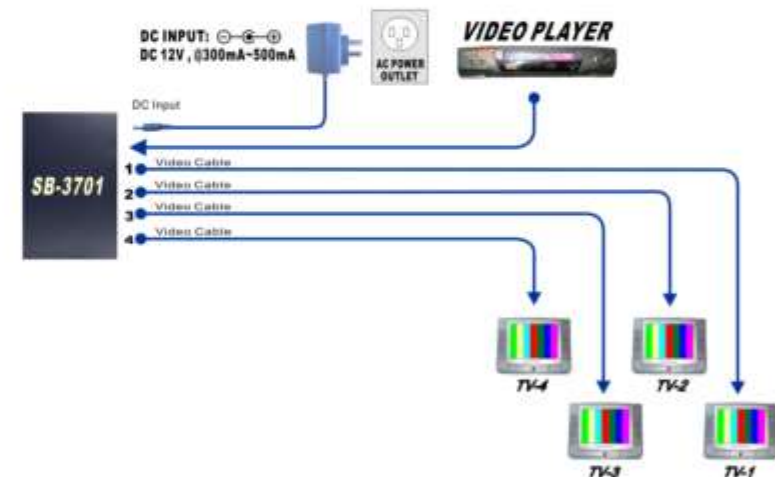 DC INPUT:
DC 12V , @300mA~500mA
AC POWER
OUTLET
VIDEO PLAYER
DC Input
SB-3701
1 Video Cable
2 Video Cable
3 Video Cable
4 Video Cable
TV-4
TV-2
TV-3
TV-1